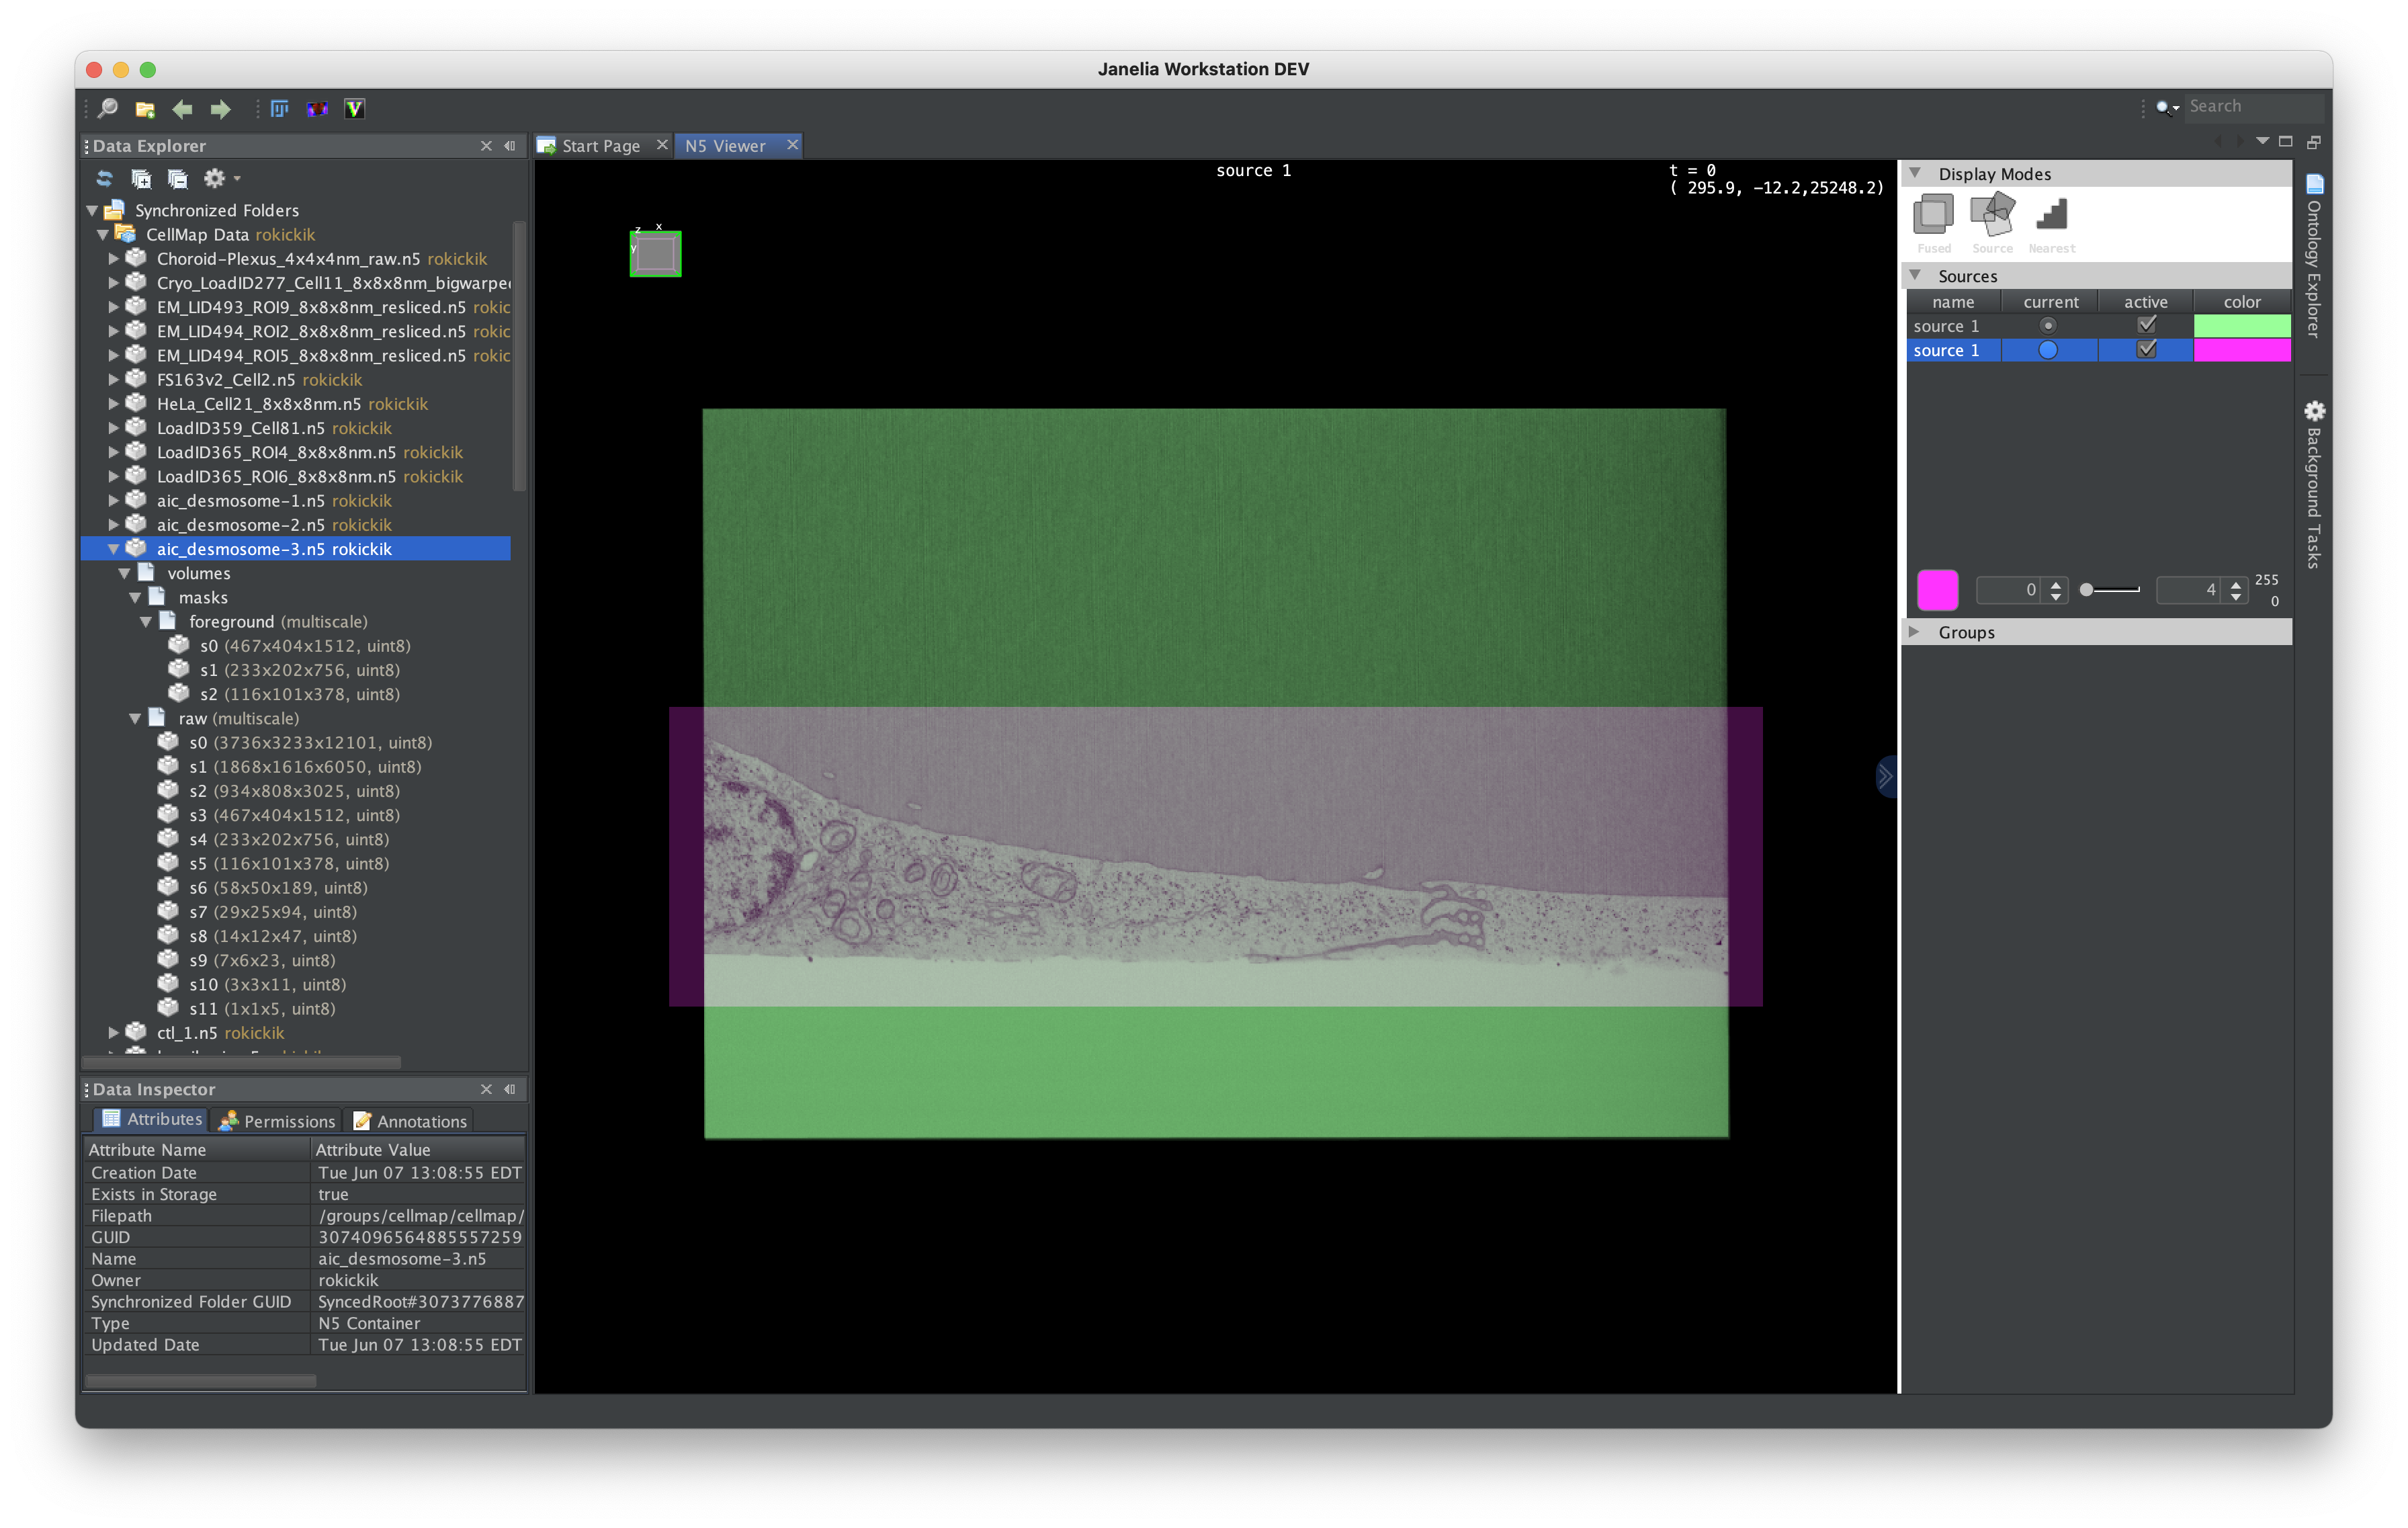 Janelia Workstation DEV
Search
Data Explorer
Synchronized Folders
CellMap Data rokickik
Choroid-Plexus_4x4x4nm_raw.n5 rokickik
Cryo_LoadID277_Cell11_8x8x8nm_bigwarpe
EM_LID493_ROI9_8x8x8nm_resliced.n5 rokic
EM_LID494_ROI2_8x8x8nm_resliced.n5 rokic
EM_LID494_ROI5_8x8x8nm_resliced.n5 rokic
FS163v2_Cell2.n5 rokickik
HeLa_Cell21_8x8x8nm.n5 rokickik
LoadID359_Cell81.n5 rokickik
LoadID365_ROI4_8x8x8nm.n5 rokickik
LoadID365_ROI6_8x8x8nm.n5 rokickik
aic_desmosome-1.n5 rokickik
aic_desmosome-2.n5 rokickik
aic_desmosome-3.n5 rokickik
volumes
masks
foreground (multiscale)
s0 (467x404x1512, uint8)
s1 (233x202x756, uint8)
s2 (116x101x378, uint8)
raw (multiscale)
s0 (3736x3233x12101, uint8)
s1 (1868x1616x6050, uint8)
s2 (934x808x3025, uint8)
s3 (467x404x1512, uint8)
s4 (233x202x756, uint8)
s5 (116x101x378, uint8)
s6 (58x50x189, uint8)
s7 (29x25x94, uint8)
s8 (14x12x47, uint8)
s9 (7x6x23, uint8)
s10 (3x3x11, uint8)
s11 (1x1x5, uint8)
ctl_1.n5 rokickik
Data Inspector
Attributes Permissions Annotations
Attribute Name Attribute Value
Creation Date Tue Jun 07 13:08:55 EDT
Exists in Storage true
Filepath /groups/cellmap/cellmap/
GUID 3074096564885557259
Name aic_desmosome-3.n5
Owner rokickik
Synchronized Folder GUID SyncedRoot#3073776887
Type N5 Container
Updated Date Tue Jun 07 13:08:55 EDT
Start Page N5 Viewer
source 1
t = 0
( 295.9, -12.2,25248.2)
z x
y
Display Modes
Fused Source Nearest
Sources
name current active color
source 1
source 1
0 4 255
0
Groups
Ontology Explorer
Background Tasks